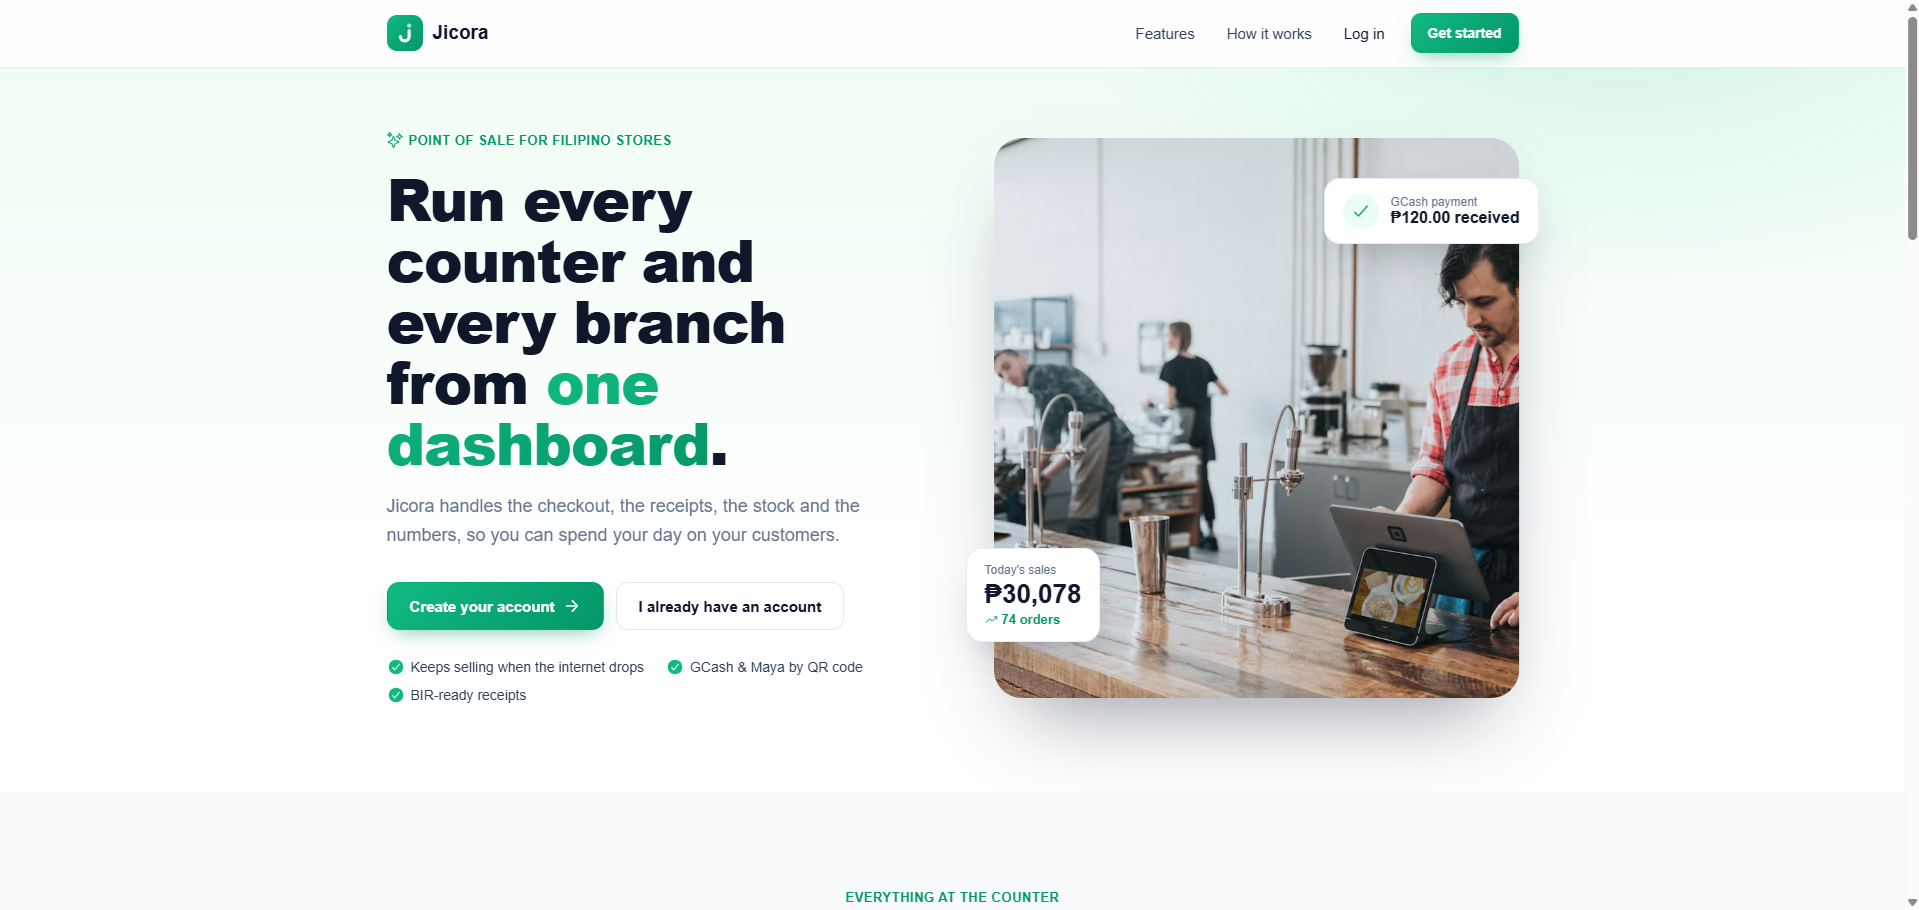 Jicora
Features
How it works
Log in
Get started
POINT OF SALE FOR FILIPINO STORES
Run every
counter and
every branch
from one
dashboard.
Jicora handles the checkout, the receipts, the stock and the
numbers, so you can spend your day on your customers.
Create your account
I already have an account
Keeps selling when the internet drops
GCash & Maya by QR code
BIR-ready receipts
GCash payment
₱120.00 received
Today's sales
₱30,078
74 orders
EVERYTHING AT THE COUNTER